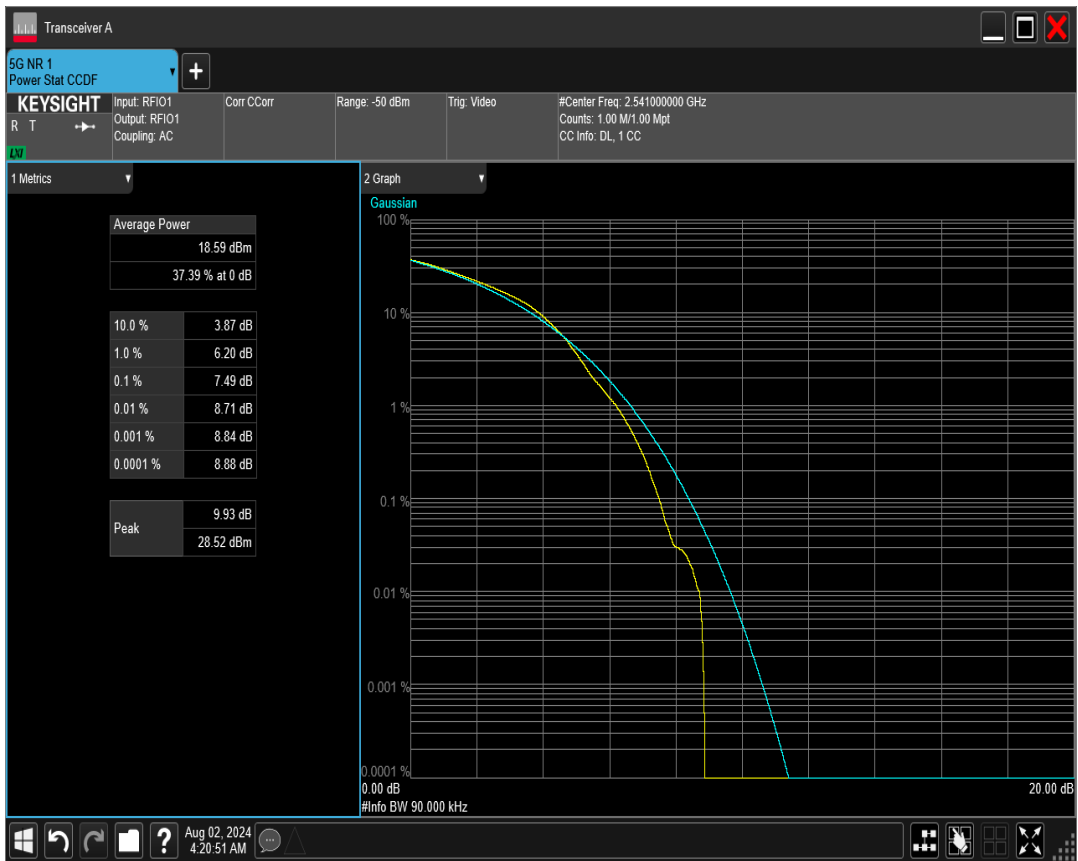 Transceiver A
5G NR 1
Power Stat CCDF
+
KEYSIGHT
R T
LXI
Input: RFIO1
Output: RFIO1
Coupling: AC
Corr CCorr
Range: -50 dBm
Trig: Video
#Center Freq: 2.541000000 GHz
Counts: 1.00 M/1.00 Mpt
CC Info: DL, 1 CC
1 Metrics
Average Power
18.59 dBm
37.39 % at 0 dB
10.0 % 3.87 dB
1.0 % 6.20 dB
0.1 % 7.49 dB
0.01 % 8.71 dB
0.001 % 8.84 dB
0.0001 % 8.88 dB
Peak
9.93 dB
28.52 dBm
2 Graph
Gaussian
100 %
10 %
1 %
0.1 %
0.01 %
0.001 %
0.0001 %
0.00 dB 20.00 dB
#Info BW 90.000 kHz
?
Aug 02, 2024
4:20:51 AM